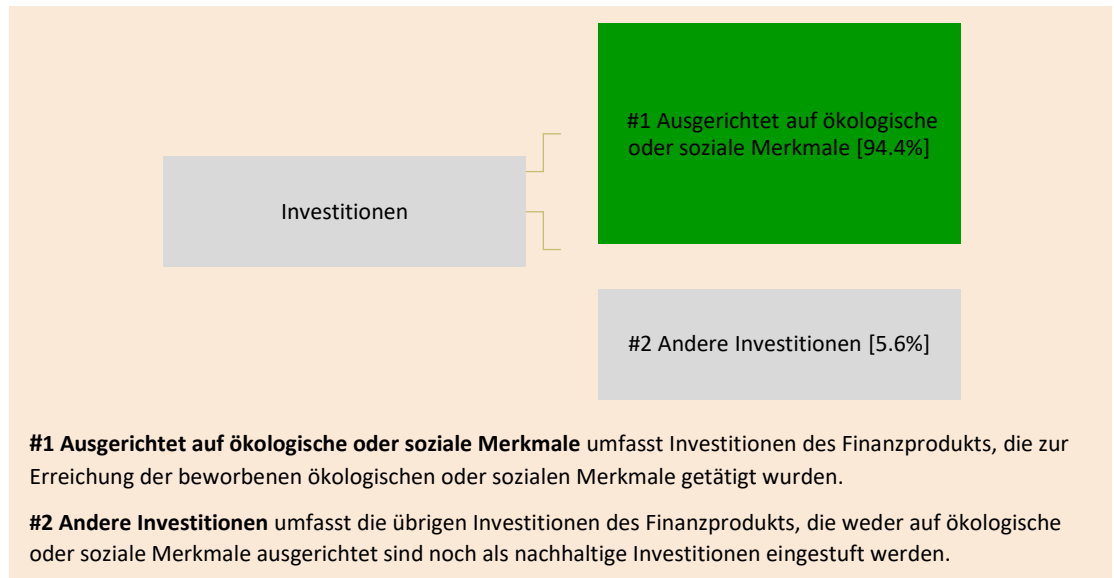 #1 Ausgerichtet auf ökologische
oder soziale Merkmale [94.4%]
Investitionen
#2 Andere Investitionen [5.6%]
#1 Ausgerichtet auf ökologische oder soziale Merkmale umfasst Investitionen des Finanzprodukts, die zur
Erreichung der beworbenen ökologischen oder sozialen Merkmale getätigt wurden.
#2 Andere Investitionen umfasst die übrigen Investitionen des Finanzprodukts, die weder auf ökologische
oder soziale Merkmale ausgerichtet sind noch als nachhaltige Investitionen eingestuft werden.